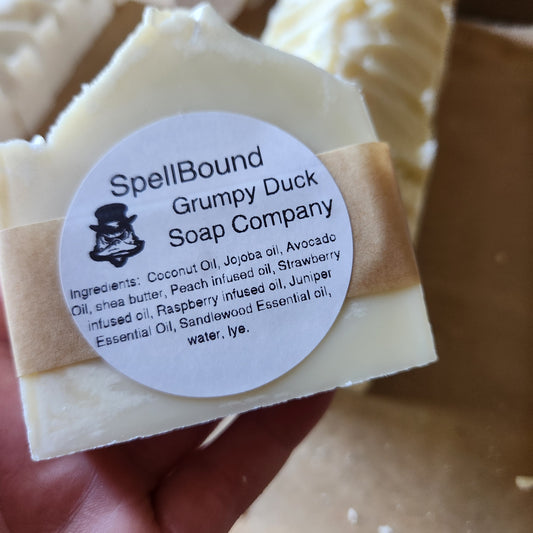 SpellBound
Grumpy Duck
Soap Company
Ingredients: Coconut Oil, Jojoba oil, Avocado
Oil, shea butter, Peach infused oil, Strawberry
infused oil, Raspberry infused oil, Juniper
Essential Oil, Sandlewood Essential oil,
water, lye.